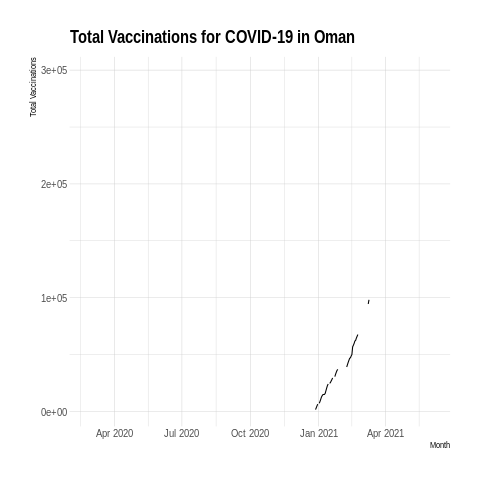 Total Vaccinations for COVID-19 in Oman
Total Vaccinations
3e+05
2e+05
1e+05
0e+00
Apr 2020 Jul 2020 Oct 2020 Jan 2021 Apr 2021
Month